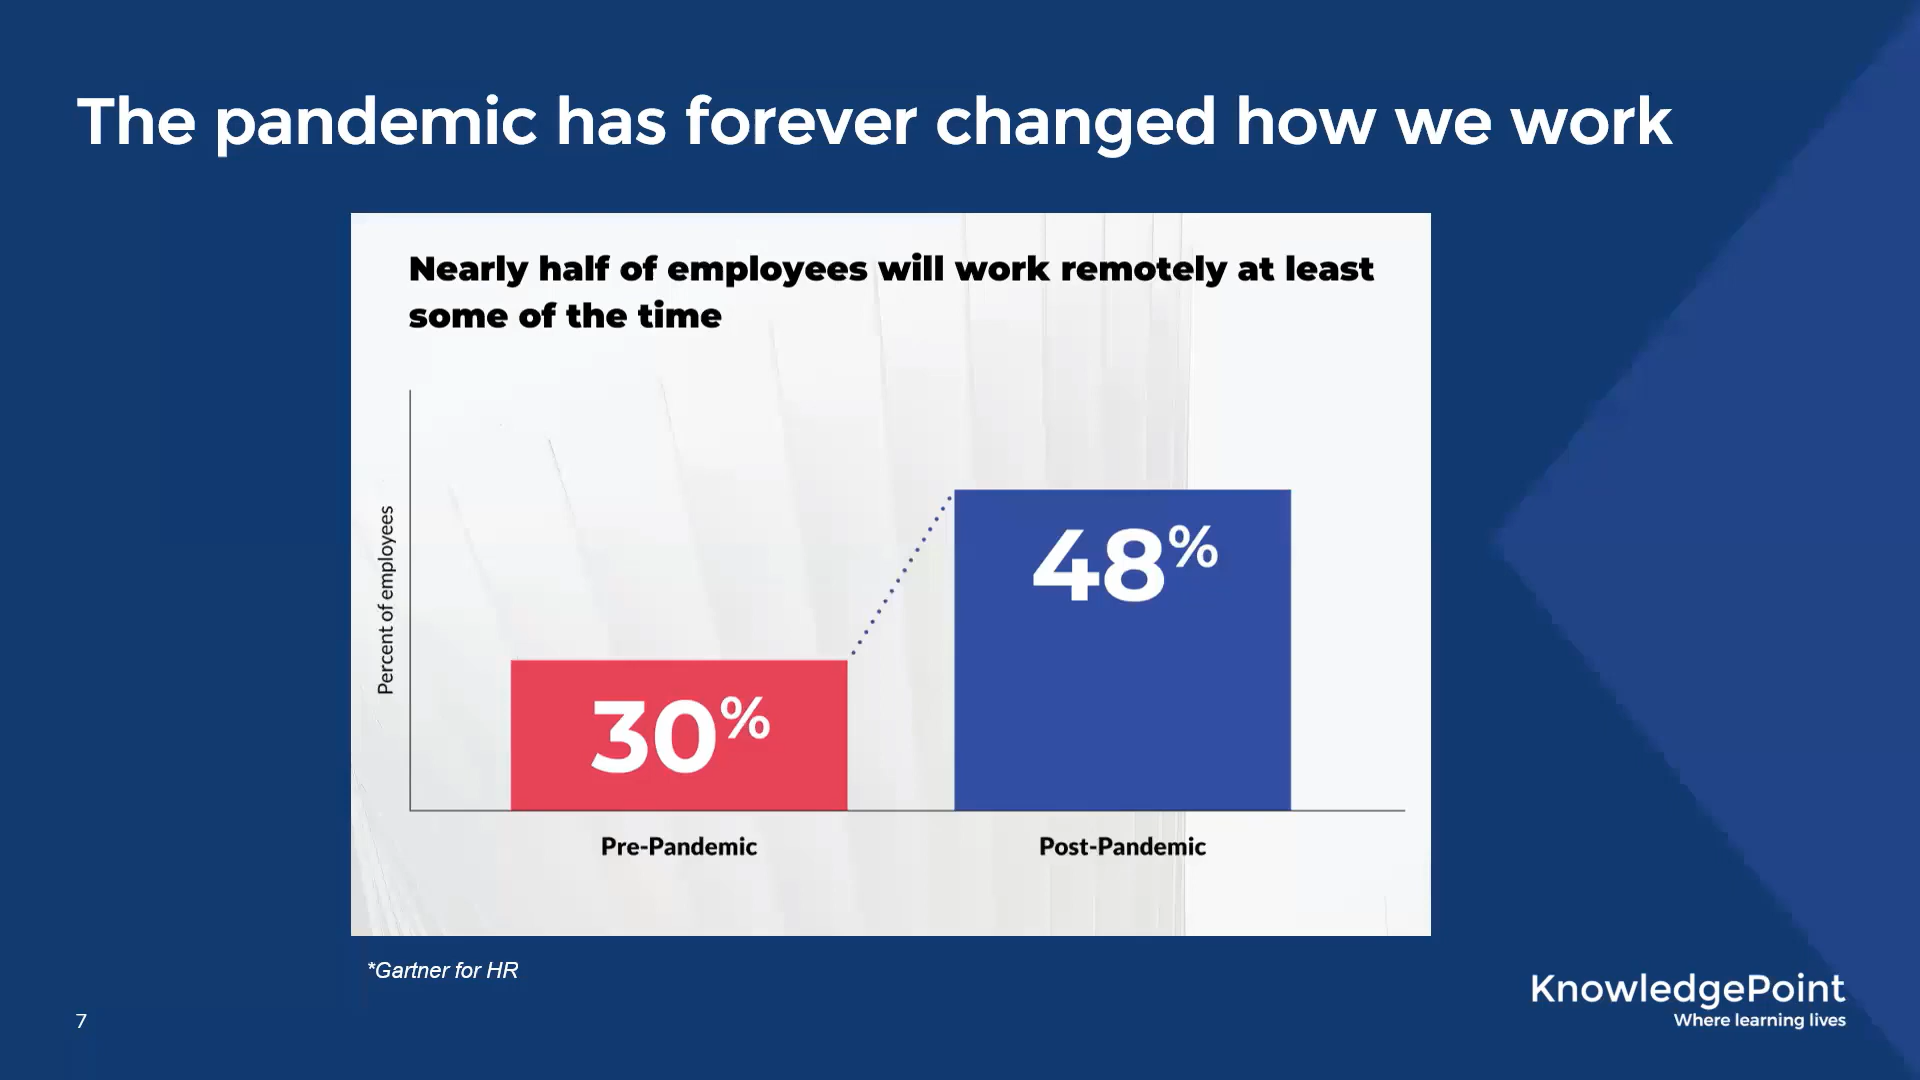 The pandemic has forever changed how we work
Nearly half of employees will work remotely at least
some of the time
Percent of employees
30%
48%
Pre-Pandemic
Post-Pandemic
*Gartner for HR
KnowledgePoint
Where learning lives
7